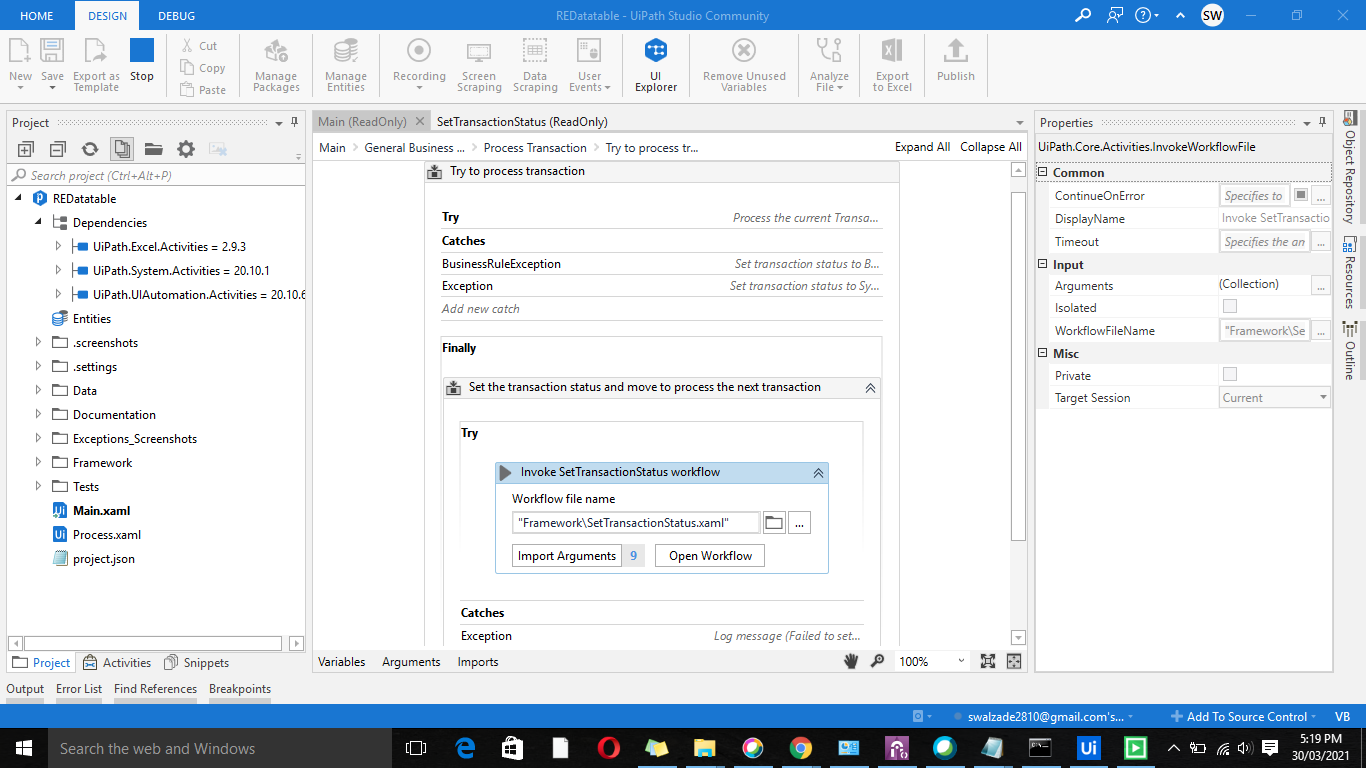 HOME DESIGN DEBUG REDatatable - UiPath Studio Community SW
New Save Export as Template Stop Cut Copy Paste Manage Packages Manage Entities Recording Screen Scraping Data Scraping User Events UI Explorer Remove Unused Variables Analyze File Export to Excel Publish
Project
Search project (Ctrl+Alt+P)
REDatatable
Dependencies
UiPath.Excel.Activities = 2.9.3
UiPath.System.Activities = 20.10.1
UiPath.UIAutomation.Activities = 20.10.6
Entities
.screenshots
.settings
Data
Documentation
Exceptions_Screenshots
Framework
Tests
Main.xaml
Process.xaml
project.json
Project Activities Snippets
Main (ReadOnly) SetTransactionStatus (ReadOnly)
Main General Business ... Process Transaction Try to process tr... Expand All Collapse All
Try to process transaction
Try Process the current Transa...
Catches
BusinessRuleException Set transaction status to B...
Exception Set transaction status to Sy...
Add new catch
Finally
Set the transaction status and move to process the next transaction
Try
Invoke SetTransactionStatus workflow
Workflow file name
"Framework\SetTransactionStatus.xaml" ...
Import Arguments 9 Open Workflow
Catches
Exception Log message (Failed to set...
Variables Arguments Imports 100%
Properties
UiPath.Core.Activities.InvokeWorkflowFile
Common
ContinueOnError Specifies to ...
DisplayName Invoke SetTransactio
Timeout Specifies the an ...
Input
Arguments (Collection) ...
Isolated
WorkflowFileName "Framework\Se ...
Misc
Private
Target Session Current
Object Repository
Resources
Outline
Output Error List Find References Breakpoints
swalzade2810@gmail.com's... Add To Source Control VB
Search the web and Windows Ui 5:19 PM
30/03/2021